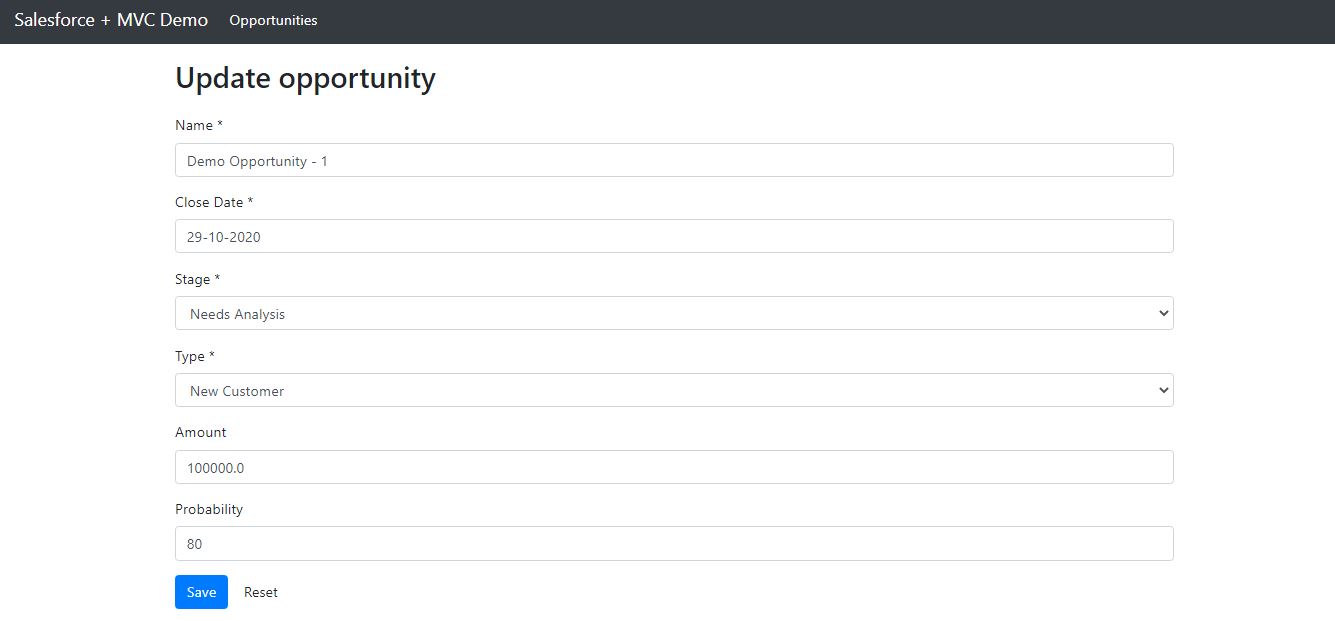 Salesforce + MVC Demo Opportunities
Update opportunity
Name *
Demo Opportunity - 1
Close Date *
29-10-2020
Stage *
Needs Analysis
Type *
New Customer
Amount
100000.0
Probability
80
Save Reset